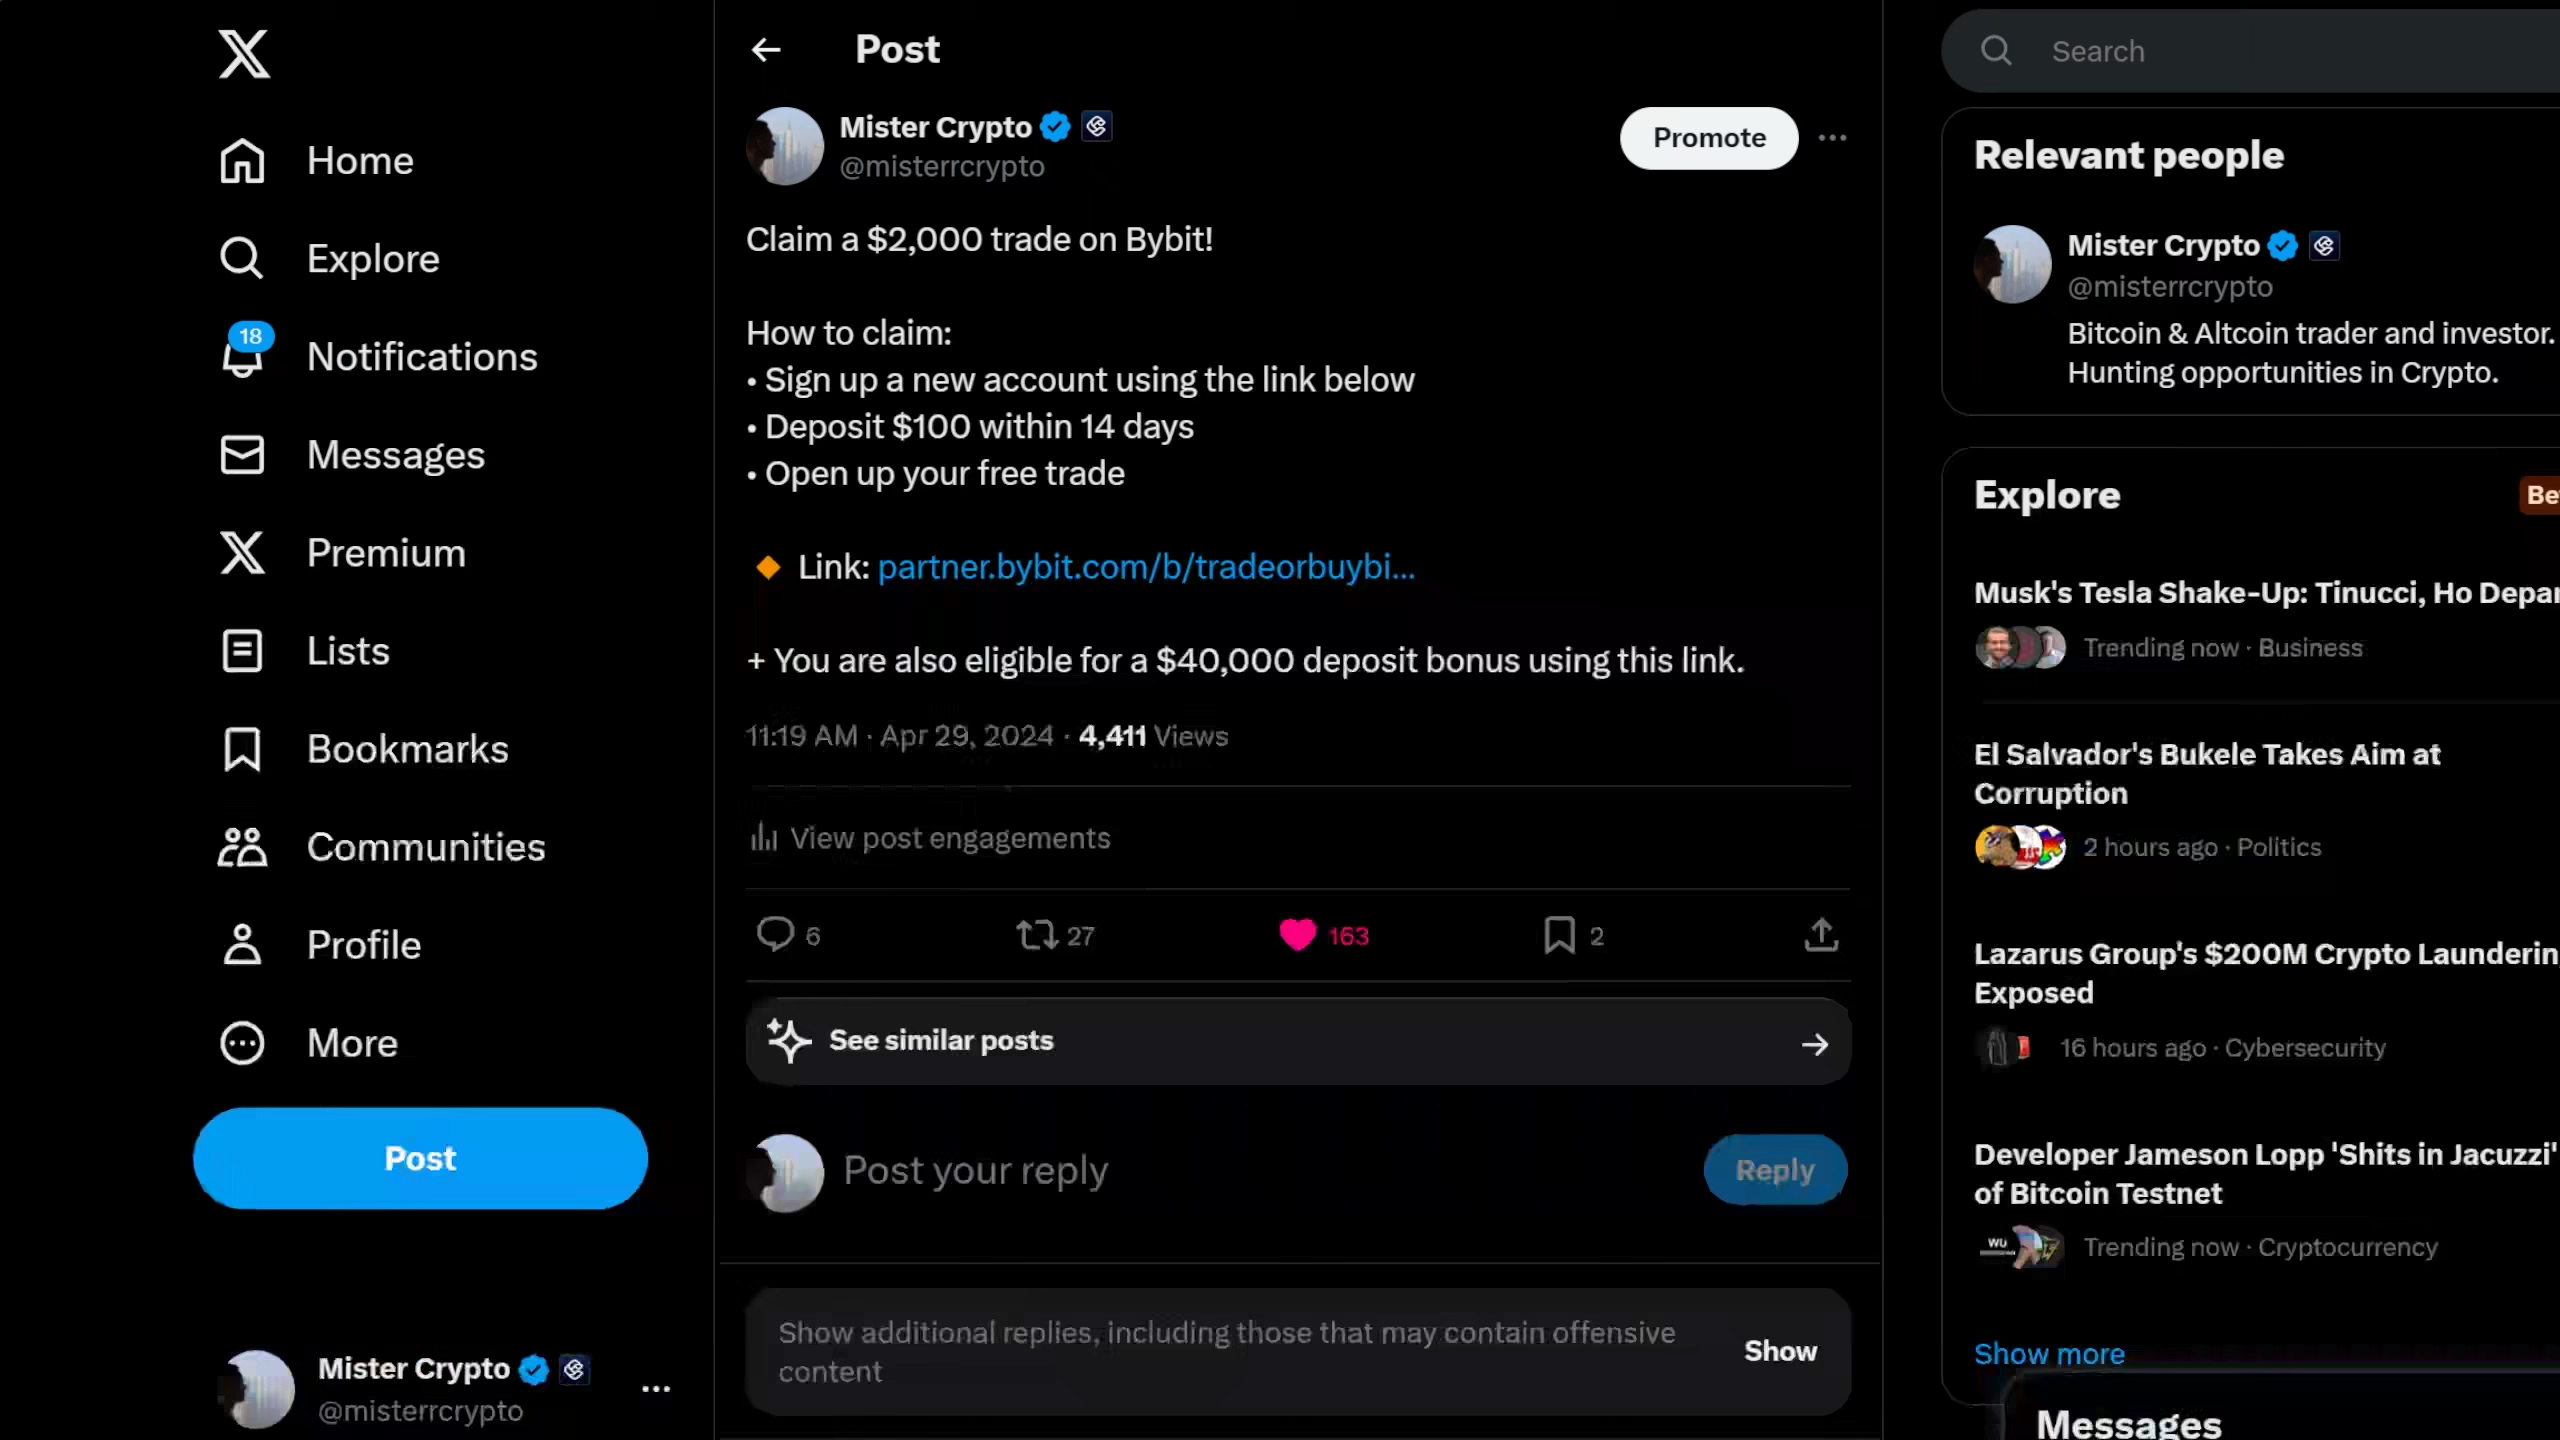 Home
Explore
18
Notifications
Messages
Premium
Lists
Bookmarks
Communities
Profile
More
Post
Mister Crypto
@misterrcrypto
Post
Mister Crypto
@misterrcrypto
Promote
Claim a $2,000 trade on Bybit!
How to claim:
• Sign up a new account using the link below
• Deposit $100 within 14 days
• Open up your free trade
Link: partner.bybit.com/b/tradeorbuybi...
+ You are also eligible for a $40,000 deposit bonus using this link.
11:19 AM · Apr 29, 2024 · 4,411 Views
View post engagements
6
27
163
2
See similar posts
Post your reply
Reply
Show additional replies, including those that may contain offensive
content
Show
Search
Relevant people
Mister Crypto
@misterrcrypto
Bitcoin & Altcoin trader and investor.
Hunting opportunities in Crypto.
Explore
Musk's Tesla Shake-Up: Tinucci, Ho
Trending now · Business
El Salvador's Bukele Takes Aim at
Corruption
2 hours ago · Politics
Lazarus Group's $200M Crypto
Exposed
16 hours ago · Cybersecurity
Developer Jameson Lopp 'Shits in Jacuzzi'
of Bitcoin Testnet
WU
Trending now · Cryptocurrency
Show more
Messages